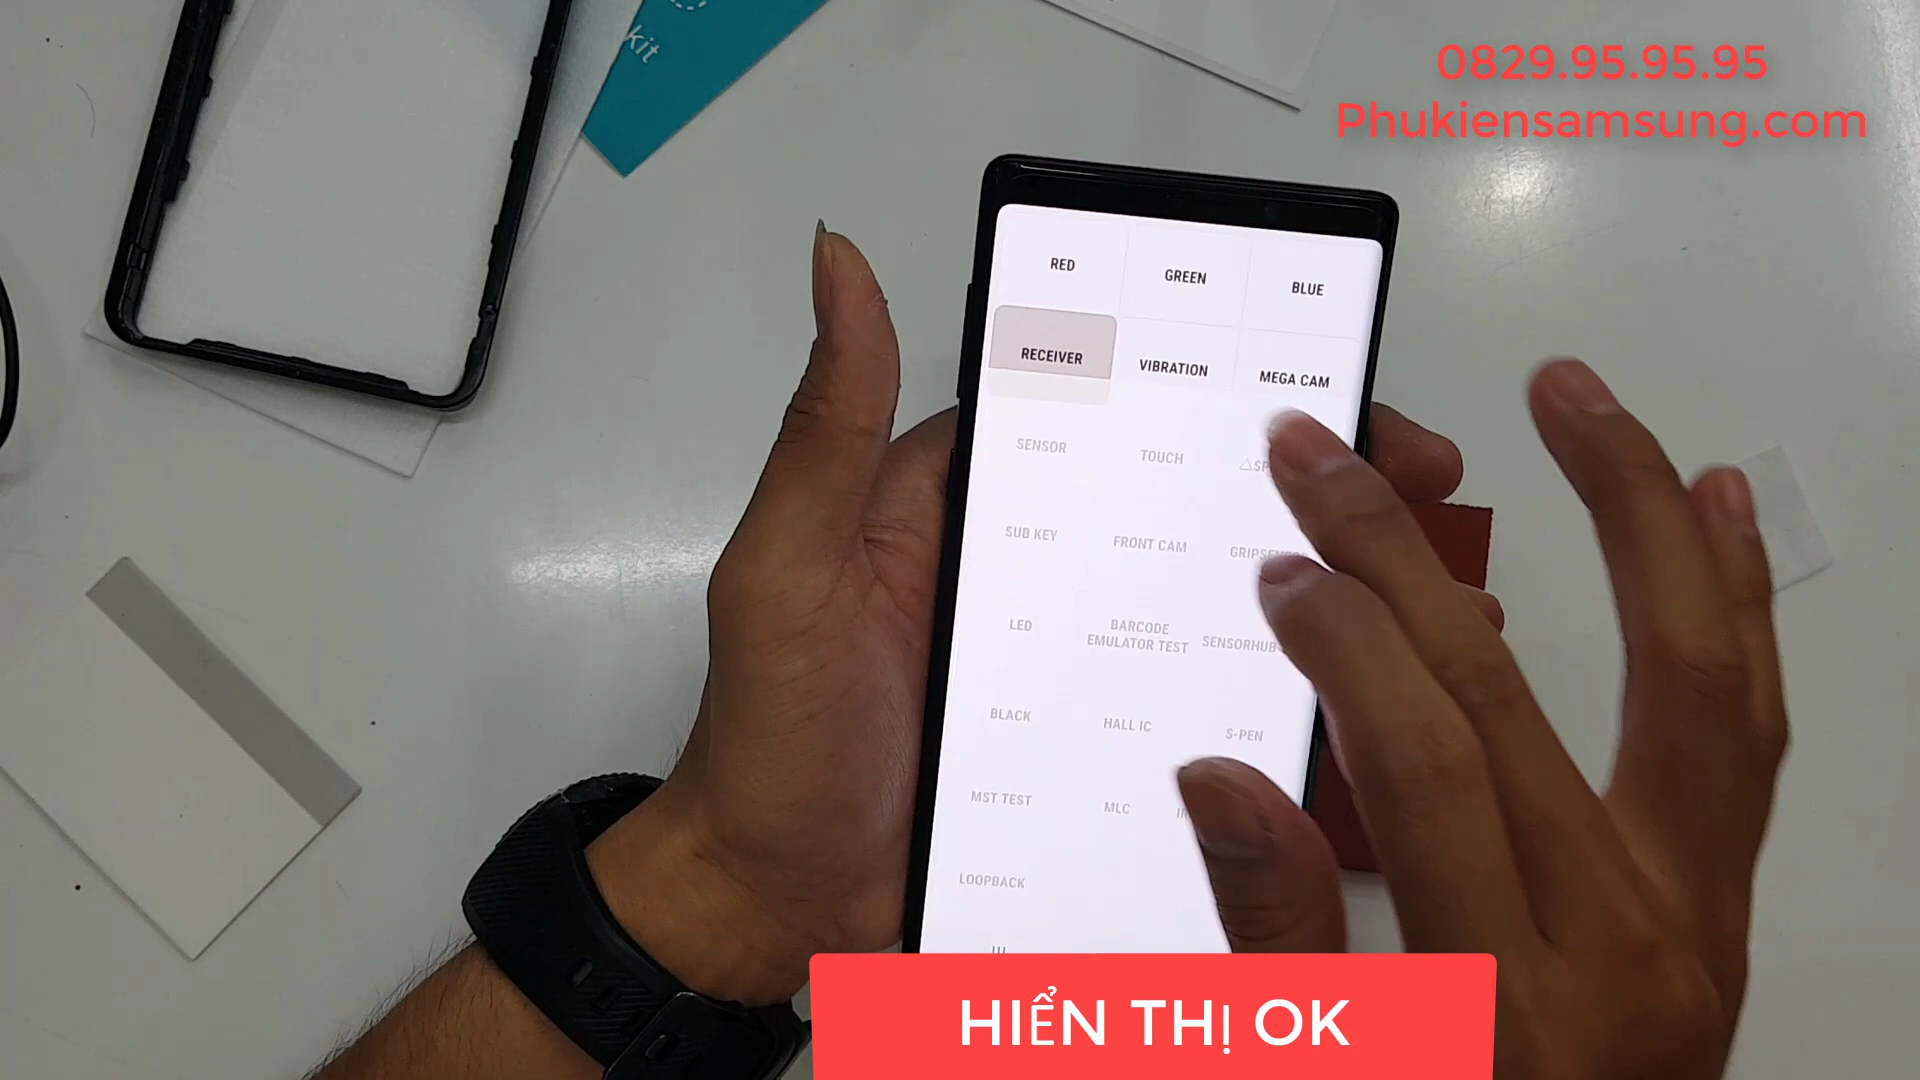 kit
0829.95.95.95
Phukiensamsung.com
RED
GREEN
BLUE
RECEIVER
VIBRATION
MEGA CAM
SENSOR
TOUCH
SUB KEY
FRONT CAM
LED
BARCODE
EMULATOR TEST
SENSORHUB
BLACK
HALL IC
S-PEN
MST TEST
MLC
LOOPBACK
HIỂN THỊ OK